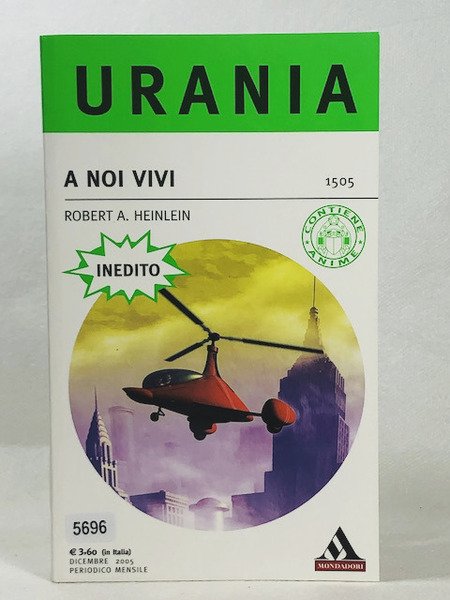 URANIA
A NOI VIVI
1505
ROBERT A. HEINLEIN
CONTIENE
ANIME
INEDITO
5696
€ 3,60 (in Italia)
DICEMBRE 2005
PERIODICO MENSILE
MONDADORI